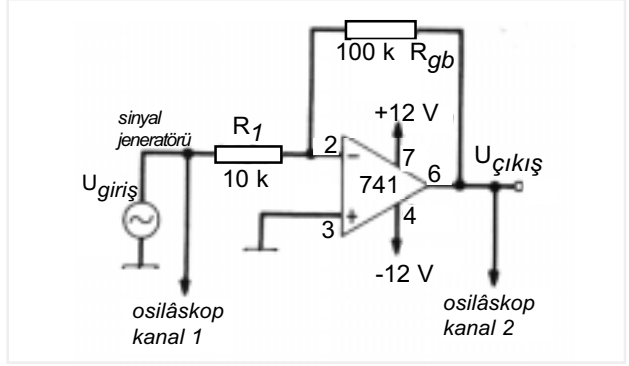 100 k R_gb
+12 V
sinyal
jeneratörü
R1
2
7
U_çıkış
-
741
6
U_giriş
10 k
+
3
4
-12 V
osilâskop
kanal 1
osilâskop
kanal 2